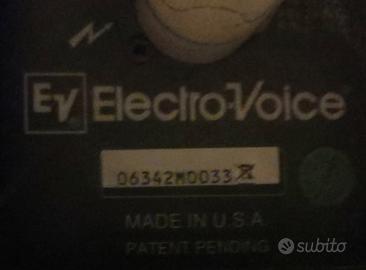 EV Electro-Voice
06342M0033
MADE IN U.S.A.
PATENT PENDING
subito